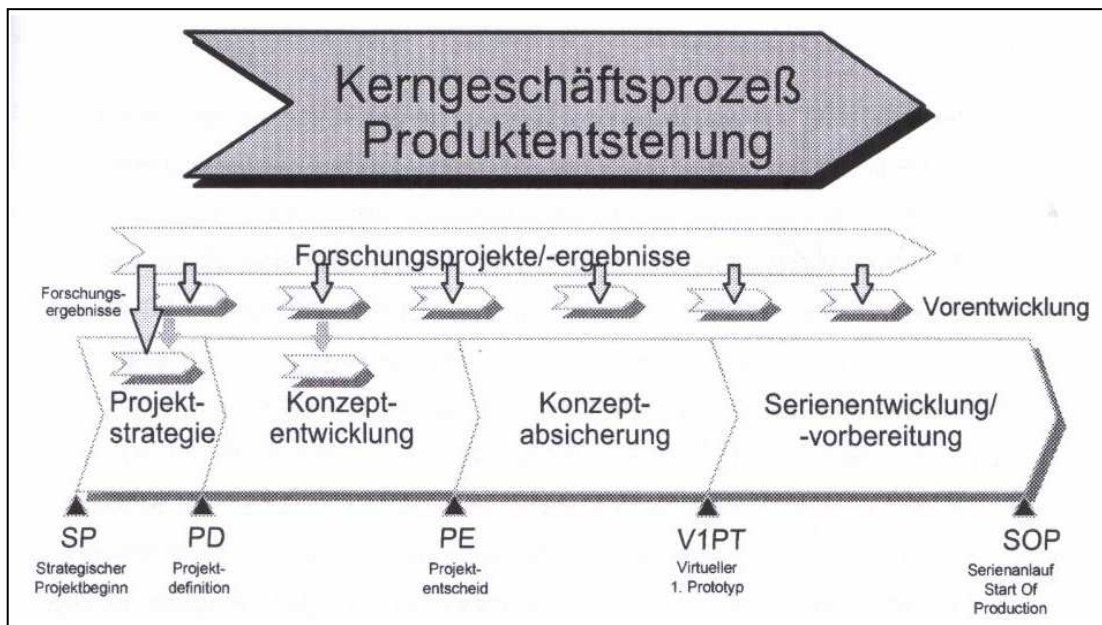 Kerngeschäftsprozeß
Produktentstehung
Forschungsprojekte/-ergebnisse
Forschungs-
ergebnisse
Vorentwicklung
Projekt-
strategie
Konzept-
entwicklung
Konzept-
absicherung
Serienentwicklung/
-vorbereitung
SP
Strategischer
Projektbeginn
PD
Projekt-
definition
PE
Projekt-
entscheid
V1PT
Virtueller
1. Prototyp
SOP
Serienanlauf
Start Of
Production